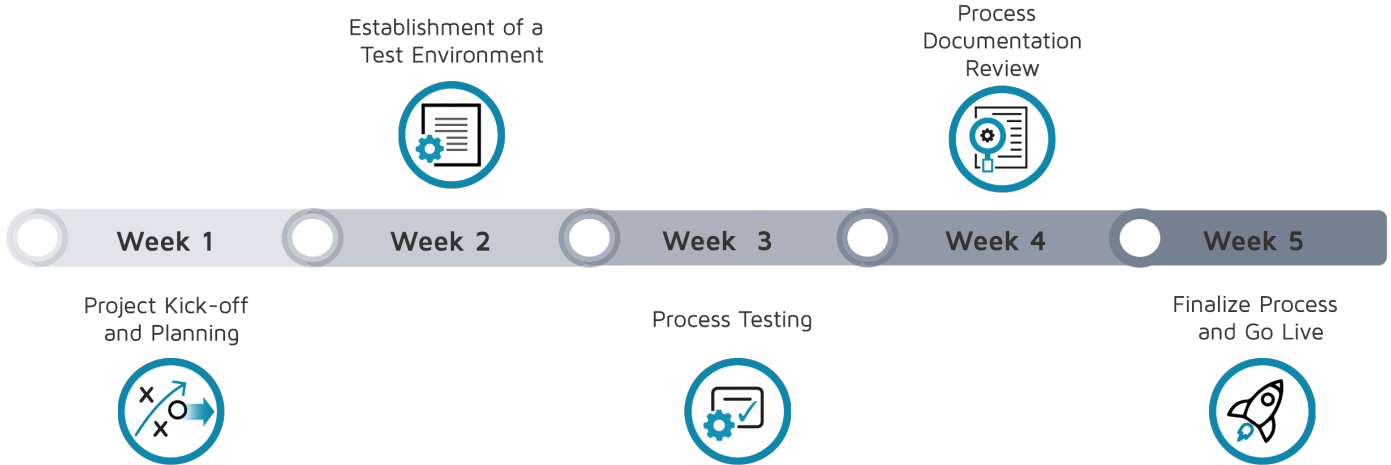 Establishment of a
Test Environment
Process
Documentation
Review
Week 1
Week 2
Week 3
Week 4
Week 5
Project Kick-off
and Planning
Process Testing
Finalize Process
and Go Live